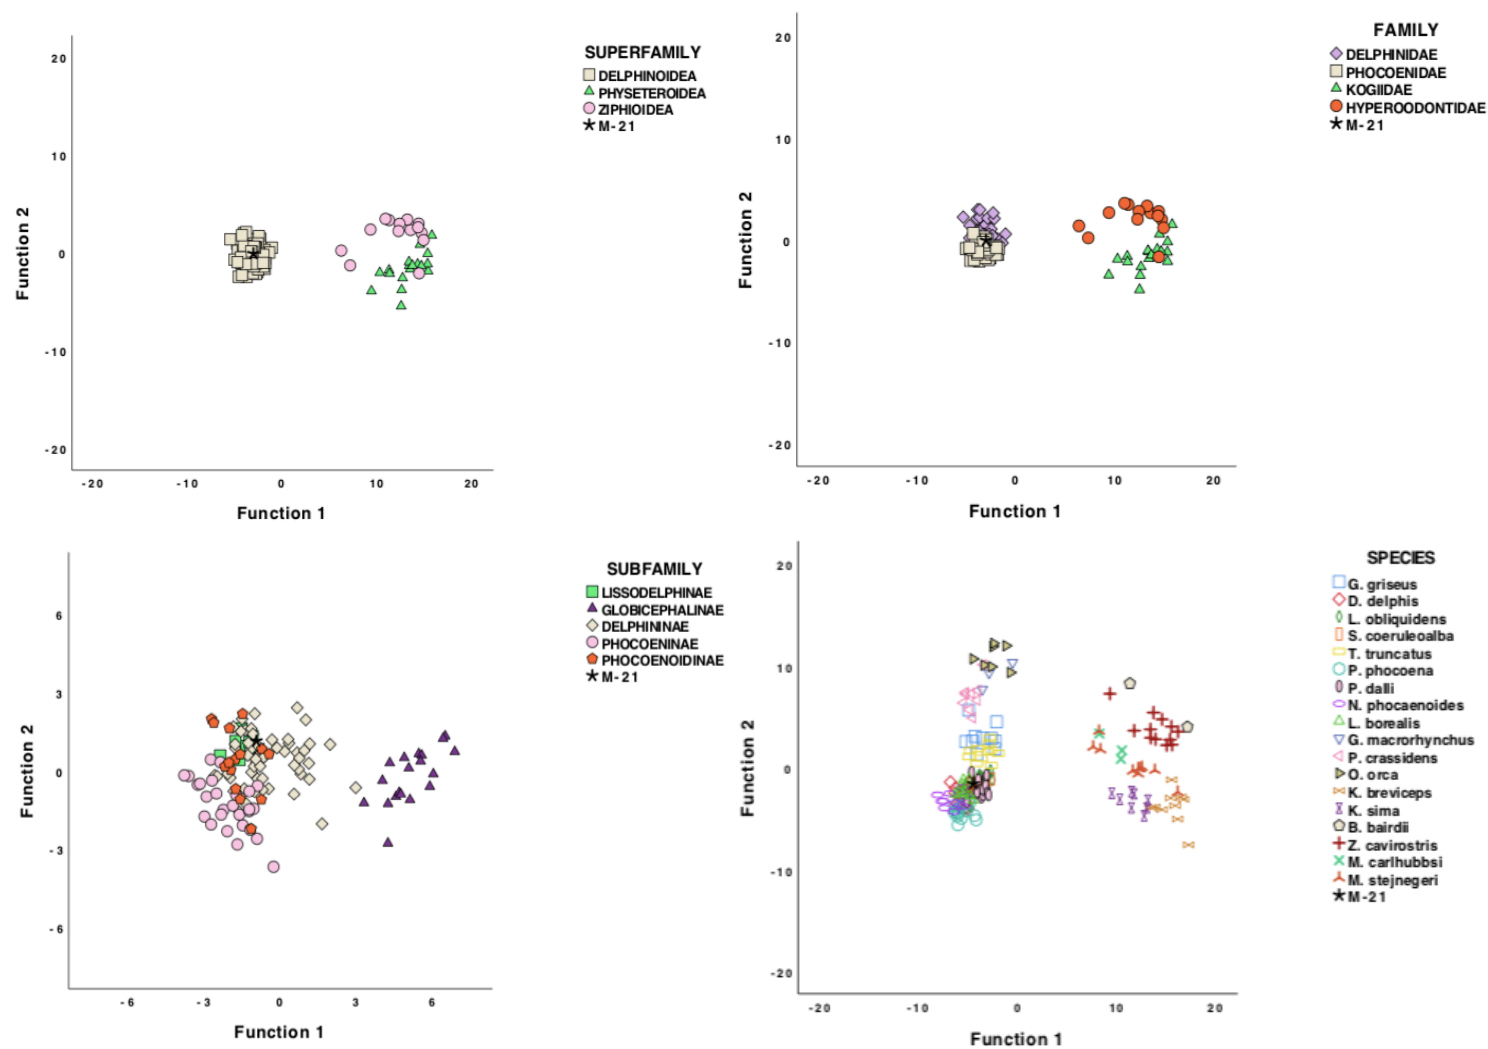 SUPERFAMILY
DELPHINOIDEA
PHYSETEROIDEA
ZIPHIOIDEA
M-21
20
10
0
-10
-20
Function 2
-20 -10 0 10 20
Function 1
FAMILY
DELPHINIDAE
PHOCOENIDAE
KOGIIDAE
HYPEROODONTIDAE
M-21
20
10
0
-10
-20
Function 2
-20 -10 0 10 20
Function 1
SUBFAMILY
LISSODELPHINAE
GLOBICEPHALINAE
DELPHININAE
PHOCOENINAE
PHOCOENOIDINAE
M-21
6
3
0
-3
-6
Function 2
-6 -3 0 3 6
Function 1
SPECIES
G. griseus
D. delphis
L. obliquidens
S. coeruleoalba
T. truncatus
P. phocoena
P. dalli
N. phocaenoides
L. borealis
G. macrorhynchus
P. crassidens
O. orca
K. breviceps
K. sima
B. bairdii
Z. cavirostris
M. carlhubbsi
M. stejnegeri
M-21
20
10
0
-10
-20
Function 2
-20 -10 0 10 20
Function 1